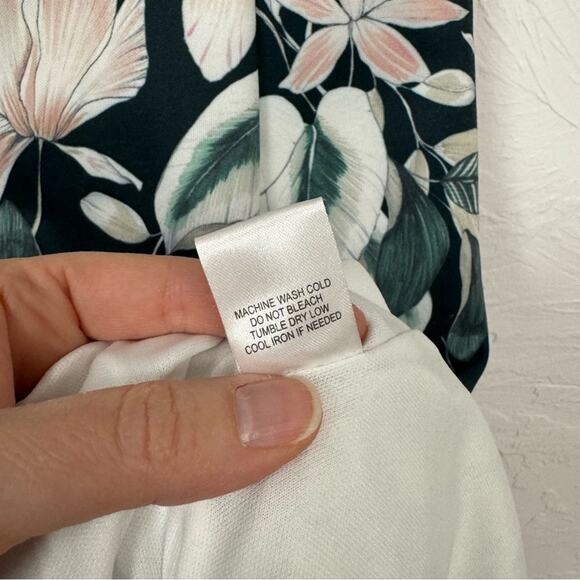 MACHINE WASH COLD
DO NOT BLEACH
TUMBLE DRY LOW
COOL IRON IF NEEDED